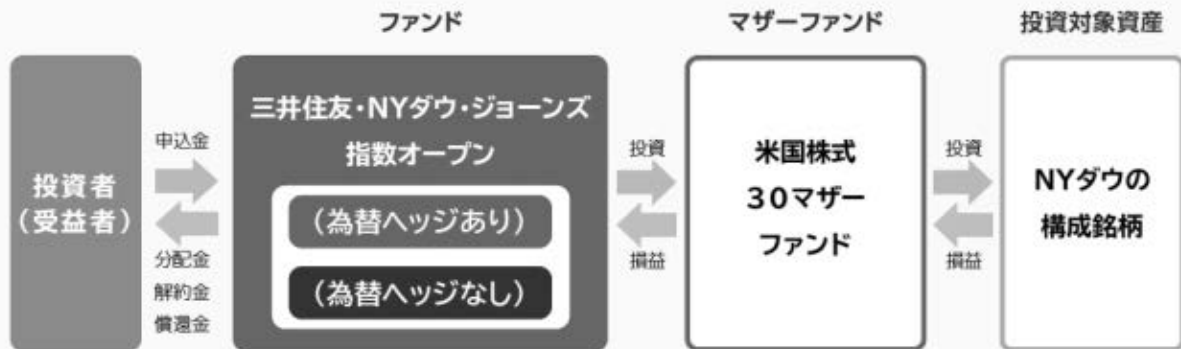 ファンド
マザーファンド
投資対象資産
投資者
(受益者)
申込金
分配金
解約金
償還金
三井住友・NYダウ・ジョーンズ
指数オープン
(為替ヘッジあり)
(為替ヘッジなし)
投資
損益
米国株式
30マザー
ファンド
投資
損益
NYダウの
構成銘柄